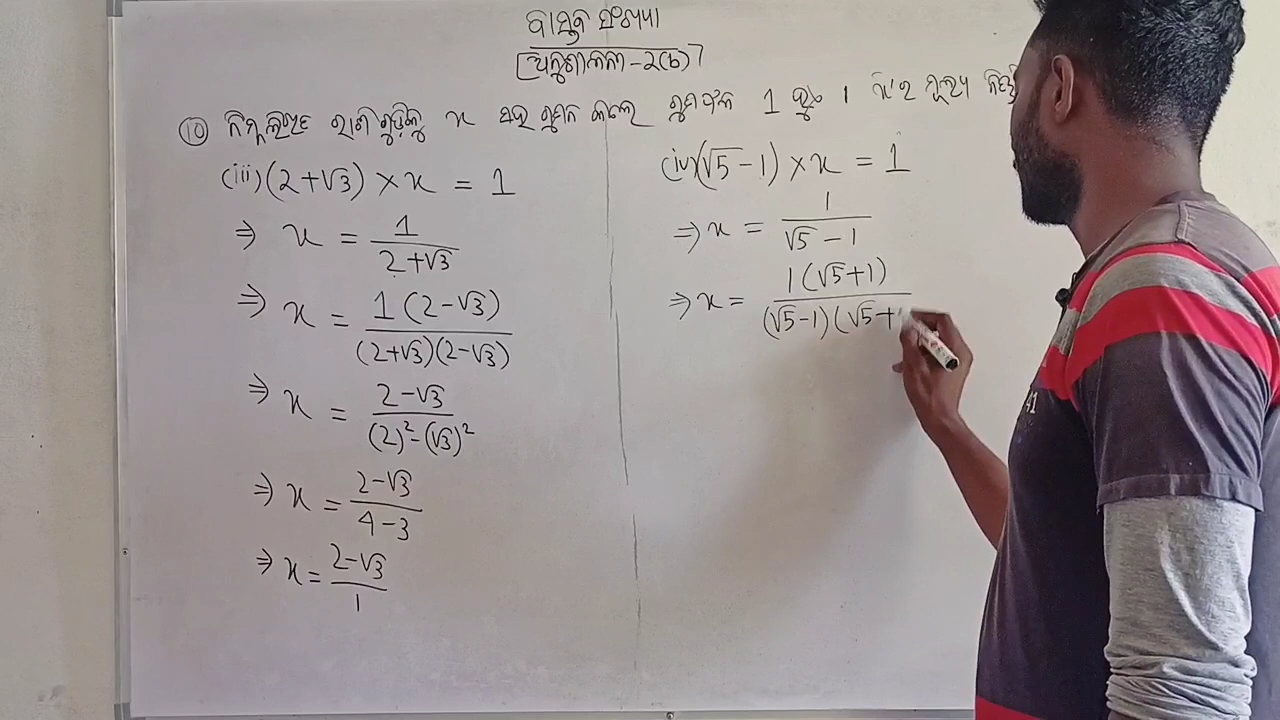 ବାସ୍ତବ ସଂଖ୍ୟା
[ଅନୁଶୀଳନୀ-2(b)]
(10) ନିମ୍ନଲିଖିତ ରାଶିଗୁଡ଼ିକୁ x ସହ ଗୁଣନ କଲେ ଗୁଣଫଳ 1 ହୁଏ । x'ର ମୂଲ୍ୟ
(iii) (2+√3) × x = 1
⇒ x = 1/(2+√3)
⇒ x = 1(2-√3)/((2+√3)(2-√3))
⇒ x = (2-√3)/((2)²-(√3)²)
⇒ x = (2-√3)/(4-3)
⇒ x = (2-√3)/1
(iv) (√5-1) × x = 1
⇒ x = 1/(√5-1)
⇒ x = 1(√5+1)/((√5-1)(√5+